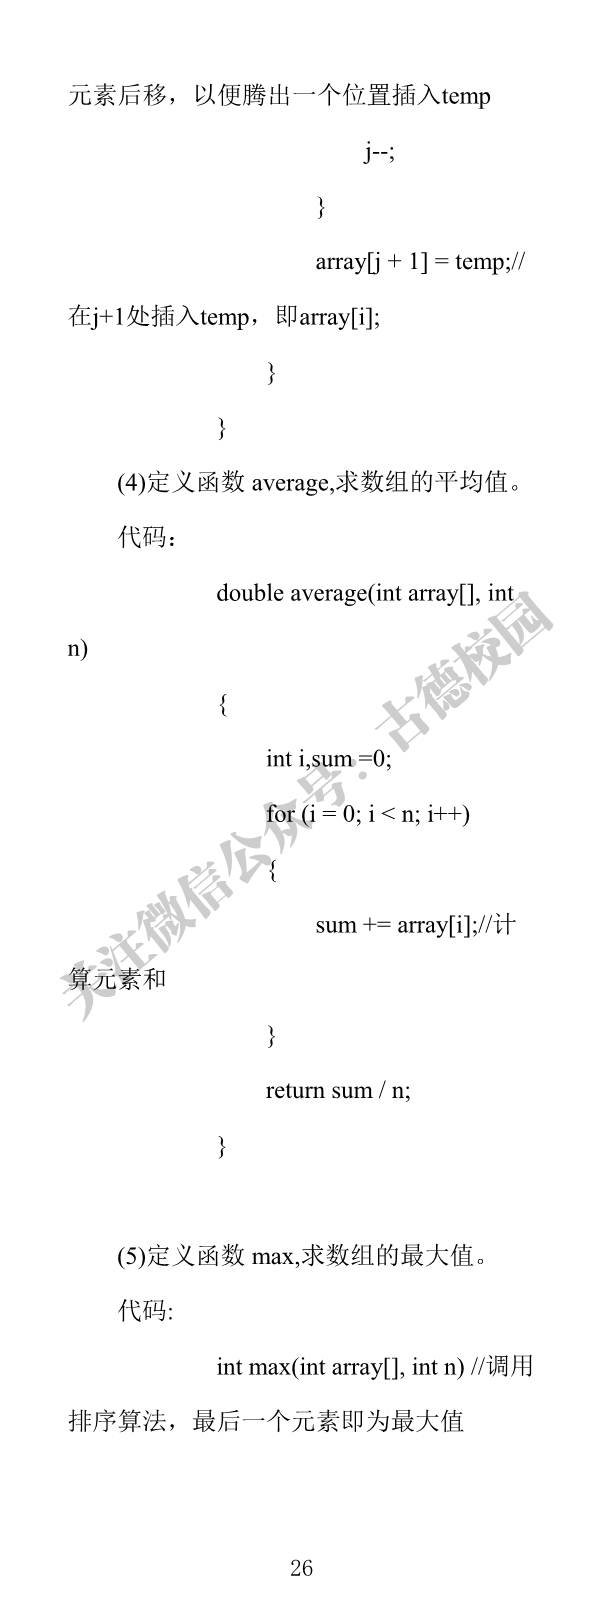 元素后移，以便腾出一个位置插入temp
j--;
}
array[j + 1] = temp;//
在j+1处插入temp，即array[i];
}
}
(4)定义函数 average,求数组的平均值。
代码：
double average(int array[], int
n)
{
int i,sum =0;
for (i = 0; i < n; i++)
{
sum += array[i];//计
算元素和
}
return sum / n;
}
(5)定义函数 max,求数组的最大值。
代码:
int max(int array[], int n) //调用
排序算法，最后一个元素即为最大值
26
关注微信公众号：古德校园